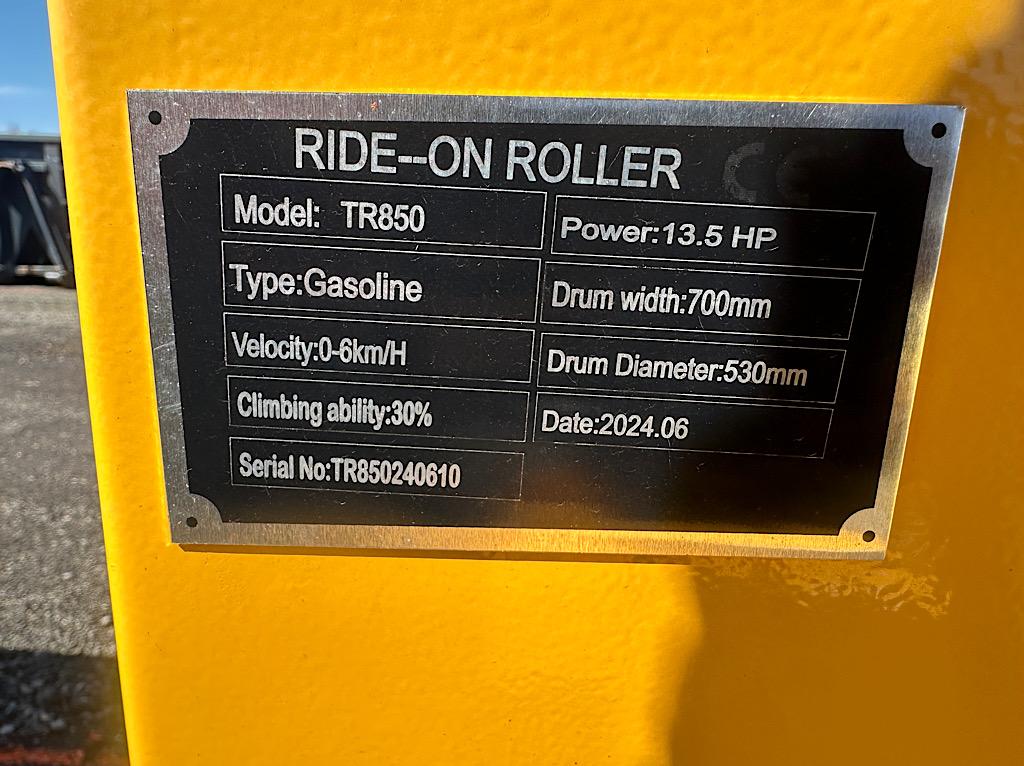 RIDE--ON ROLLER CE
Model: TR850
Power:13.5 HP
Type:Gasoline
Drum width:700mm
Velocity:0-6km/H
Drum Diameter:530mm
Climbing ability:30%
Date:2024.06
Serial No:TR850240610